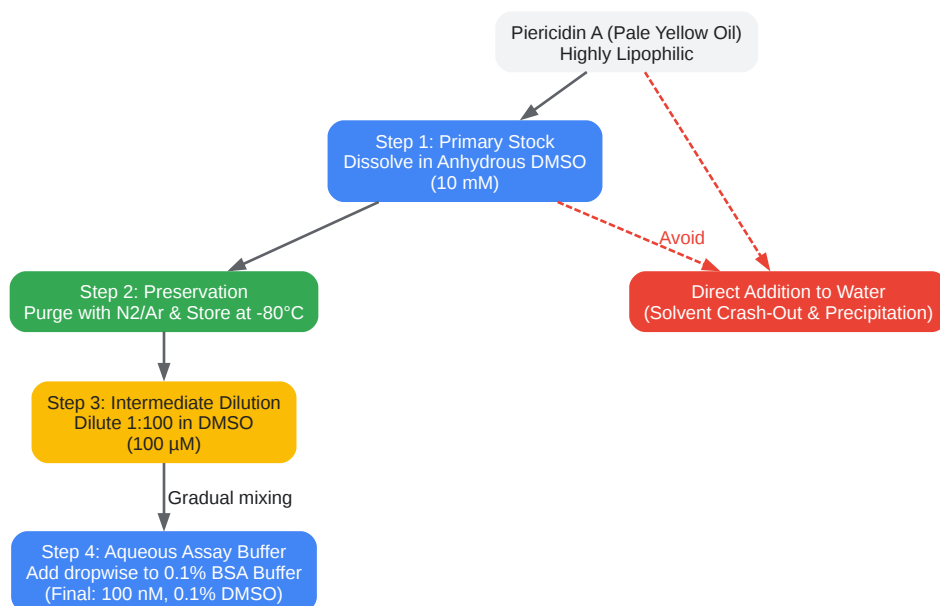 Piericidin A (Pale Yellow Oil)
Highly Lipophilic
Step 1: Primary Stock
Dissolve in Anhydrous DMSO
(10 mM)
Avoid
Step 2: Preservation
Purge with N2/Ar & Store at -80°C
Direct Addition to Water
(Solvent Crash-Out & Precipitation)
Step 3: Intermediate Dilution
Dilute 1:100 in DMSO
(100 µM)
Gradual mixing
Step 4: Aqueous Assay Buffer
Add dropwise to 0.1% BSA Buffer
(Final: 100 nM, 0.1% DMSO)